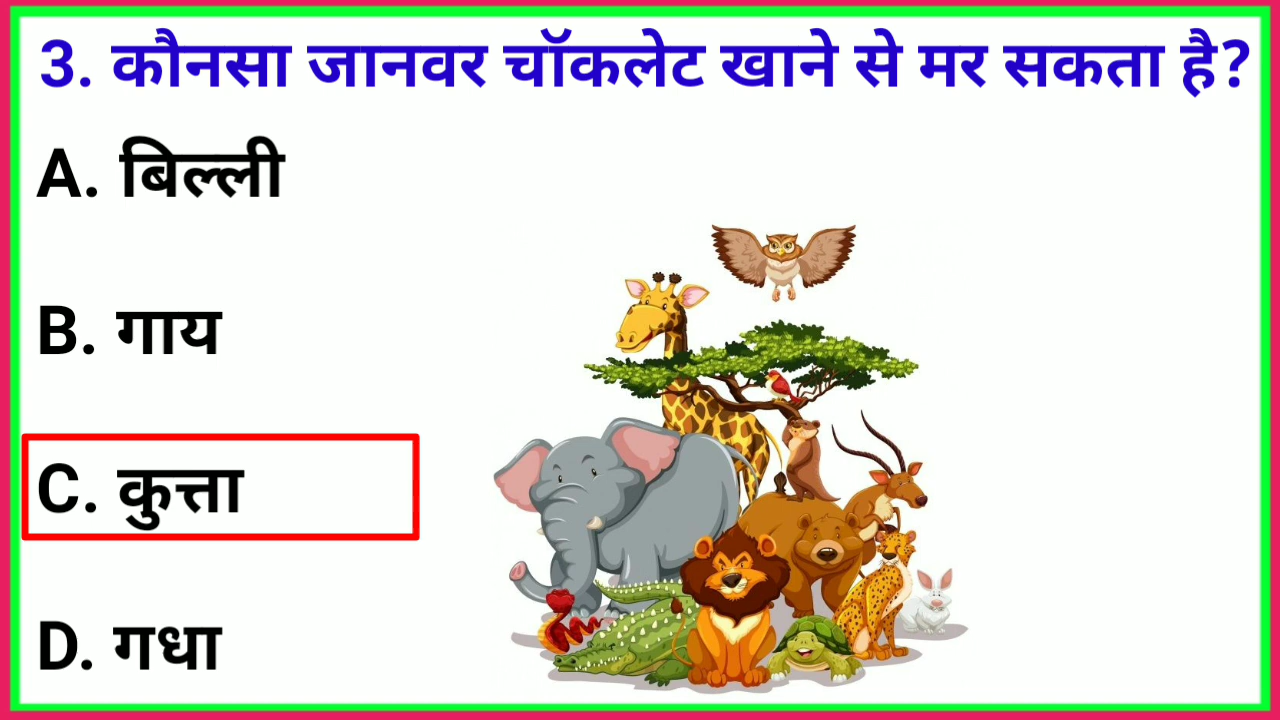 3. कौनसा जानवर चॉकलेट खाने से मर सकता है?
A. बिल्ली
B. गाय
C. कुत्ता
D. गधा